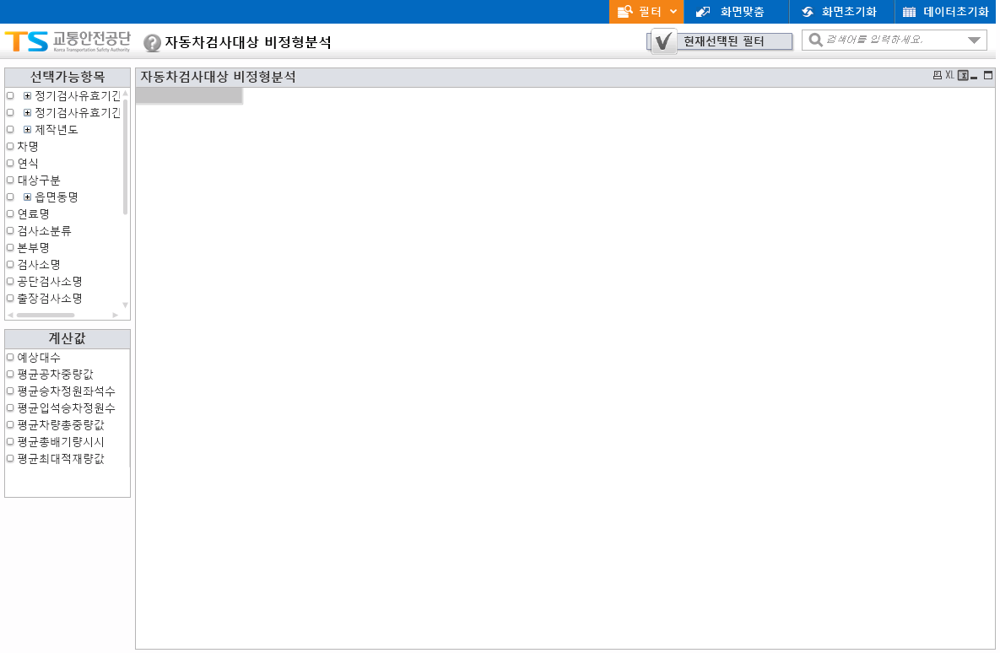 필터
화면맞춤
화면초기화
데이터초기화
TS 교통안전공단
Korea Transportation Safety Authority
자동차검사대상 비정형분석
현재선택된 필터
검색어를 입력하세요.
선택가능항목
정기검사유효기간
정기검사유효기간
제작년도
차명
연식
대상구분
읍면동명
연료명
검사소분류
본부명
검사소명
공단검사소명
출장검사소명
계산값
예상대수
평균공차중량값
평균승차정원좌석수
평균입석승차정원수
평균차량총중량값
평균총배기량시시
평균최대적재량값
자동차검사대상 비정형분석
XL